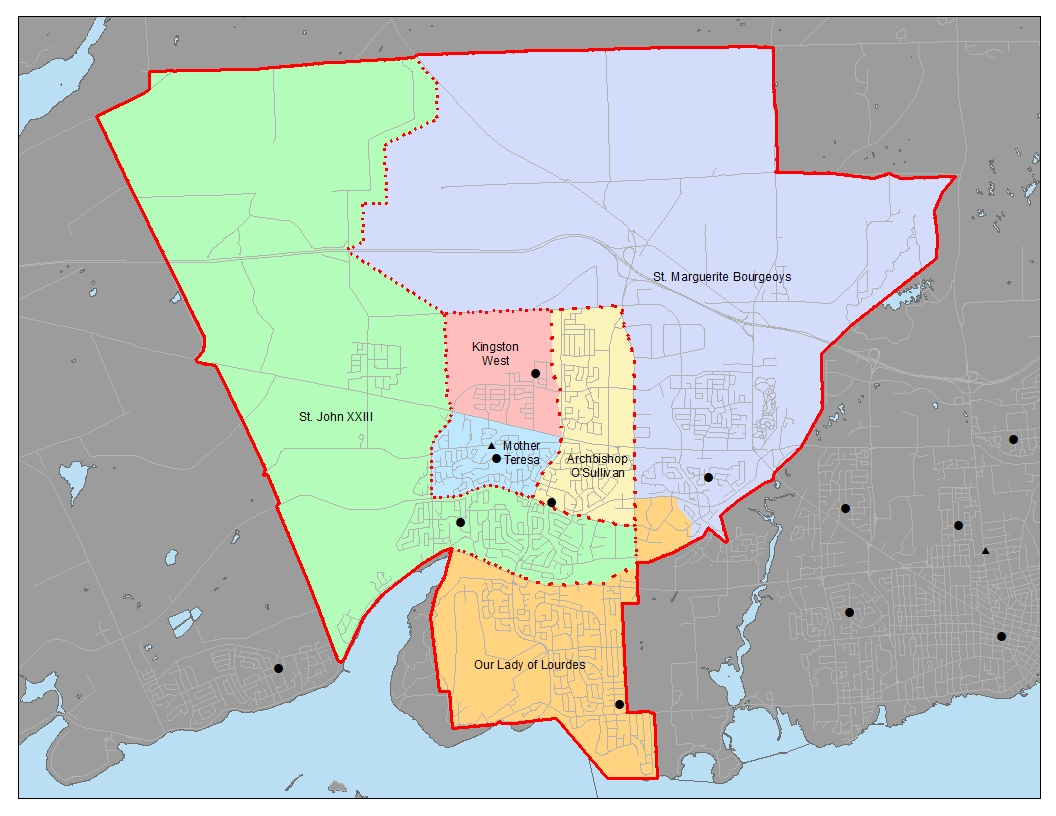 St. Marguerite Bourgeoys
Kingston
West
St. John XXIII
Mother
Teresa
Archbishop
O'Sullivan
Our Lady of Lourdes